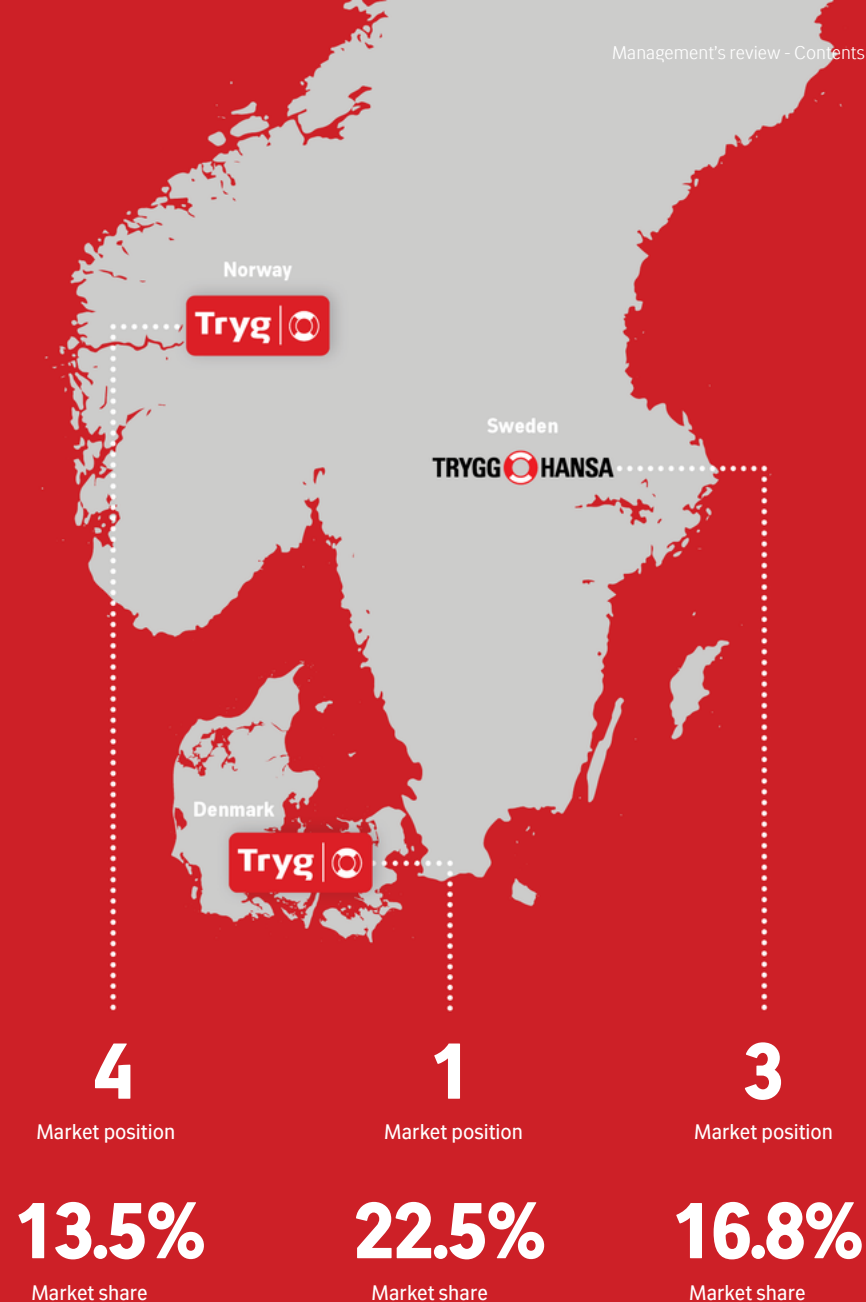 Management's review - Contents
Norway
Tryg
Sweden
TRYGG HANSA
Denmark
Tryg
4
Market position
1
Market position
3
Market position
13.5%
Market share
22.5%
Market share
16.8%
Market share